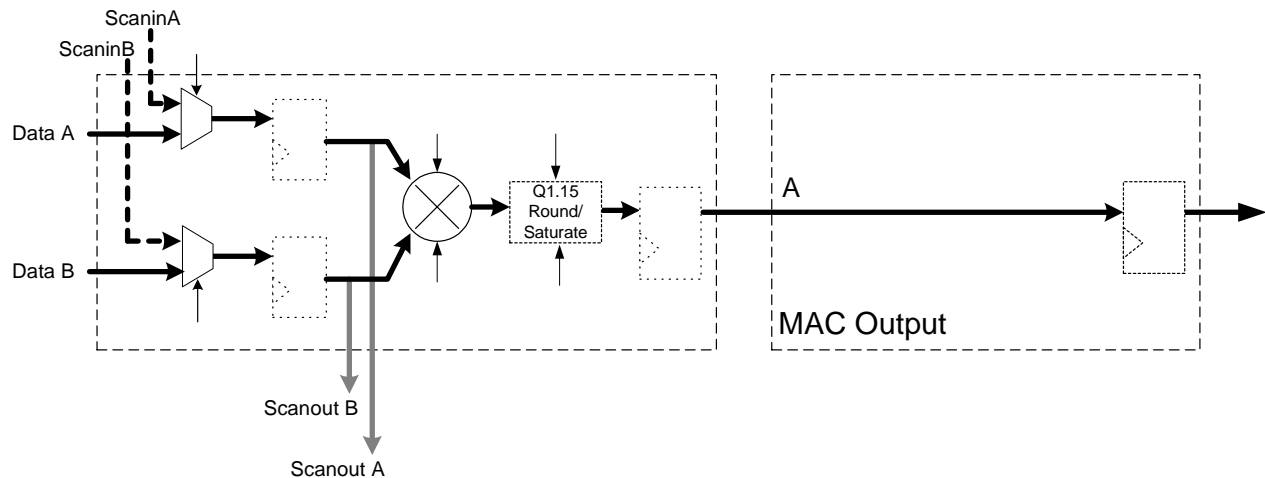 ScaninA
ScaninB
Data A
Q1.15
Round/
Saturate
A
Data B
MAC Output
Scanout B
Scanout A